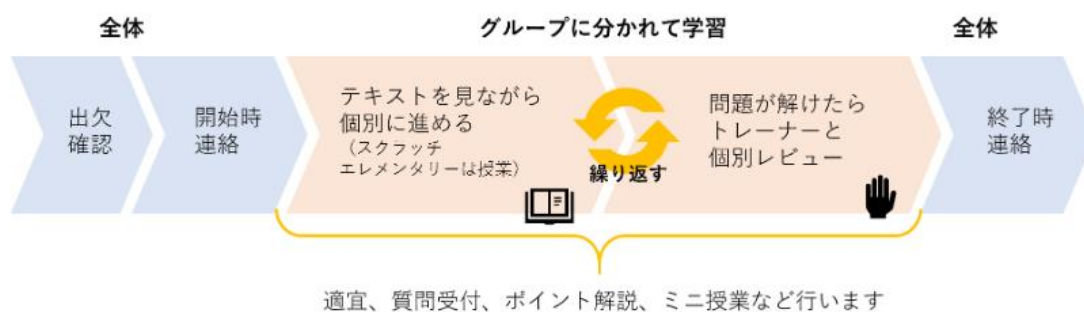 全体
グループに分かれて学習
全体
出欠
確認
開始時
連絡
テキストを見ながら
個別に進める
（スクラッチ
エレメンタリーは授業）
繰り返す
問題が解けたら
トレーナーと
個別レビュー
終了時
連絡
適宜、質問受付、ポイント解説、ミニ授業など行います